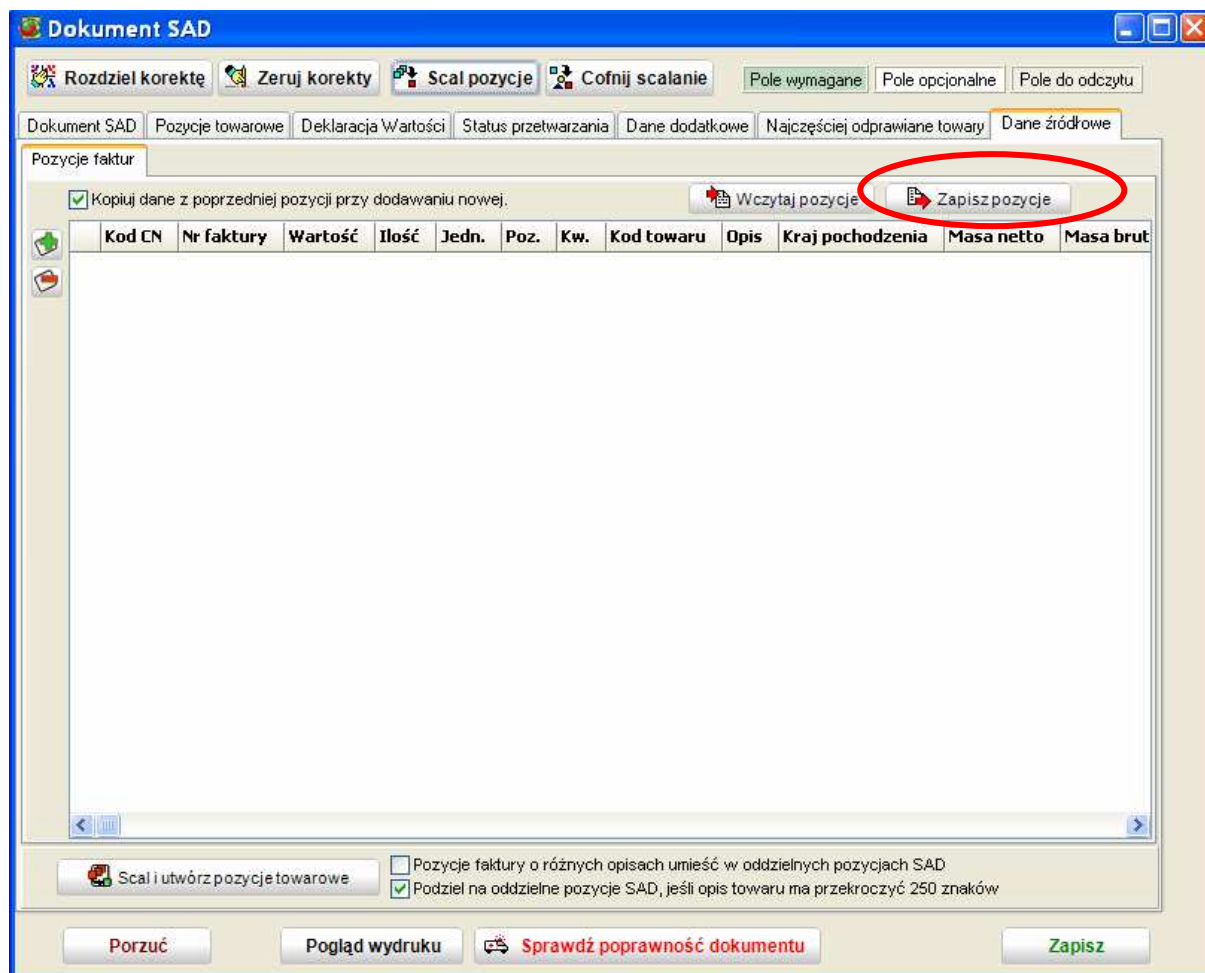 Dokument SAD
Rozdziel korektę Zeruj korekty Scal pozycje Cofnij scalanie Pole wymagane Pole opcjonalne Pole do odczytu
Dokument SAD Pozycje towarowe Deklaracja Wartości Status przetwarzania Dane dodatkowe Najczęściej odprawiane towary Dane źródłowe
Pozycje faktur
Kopiuj dane z poprzedniej pozycji przy dodawaniu nowej. Wczytaj pozycje Zapisz pozycje
Kod CN Nr faktury Wartość Ilość Jedn. Poz. Kw. Kod towaru Opis Kraj pochodzenia Masa netto Masa brut
Pozycje faktury o różnych opisach umieść w oddzielnych pozycjach SAD
Scal i utwórz pozycje towarowe
Podziel na oddzielne pozycje SAD, jeśli opis towaru ma przekroczyć 250 znaków
Porzuć Pogląd wydruku Sprawdź poprawność dokumentu Zapisz